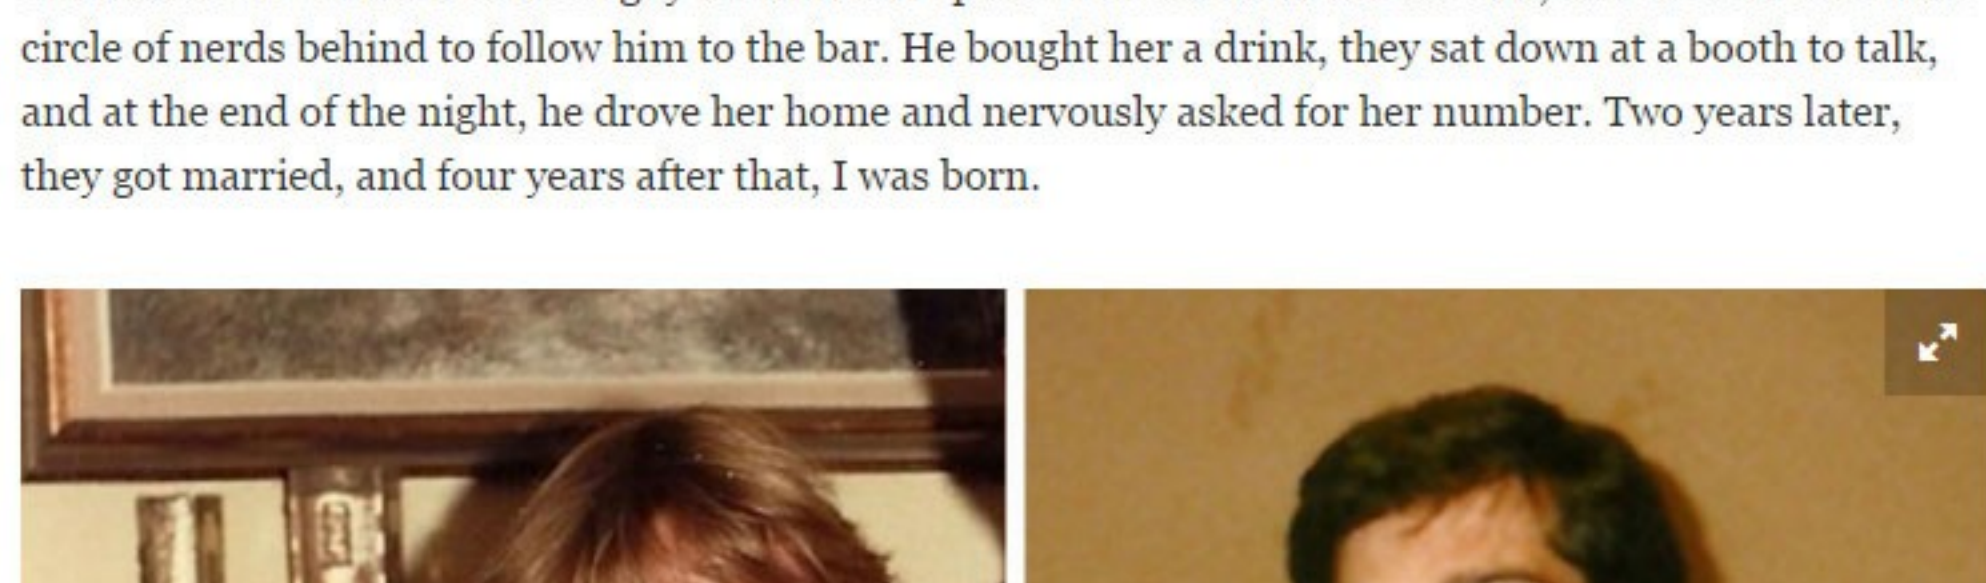 circle of nerds behind to follow him to the bar. He bought her a drink, they sat down at a booth to talk,
and at the end of the night, he drove her home and nervously asked for her number. Two years later,
they got married, and four years after that, I was born.